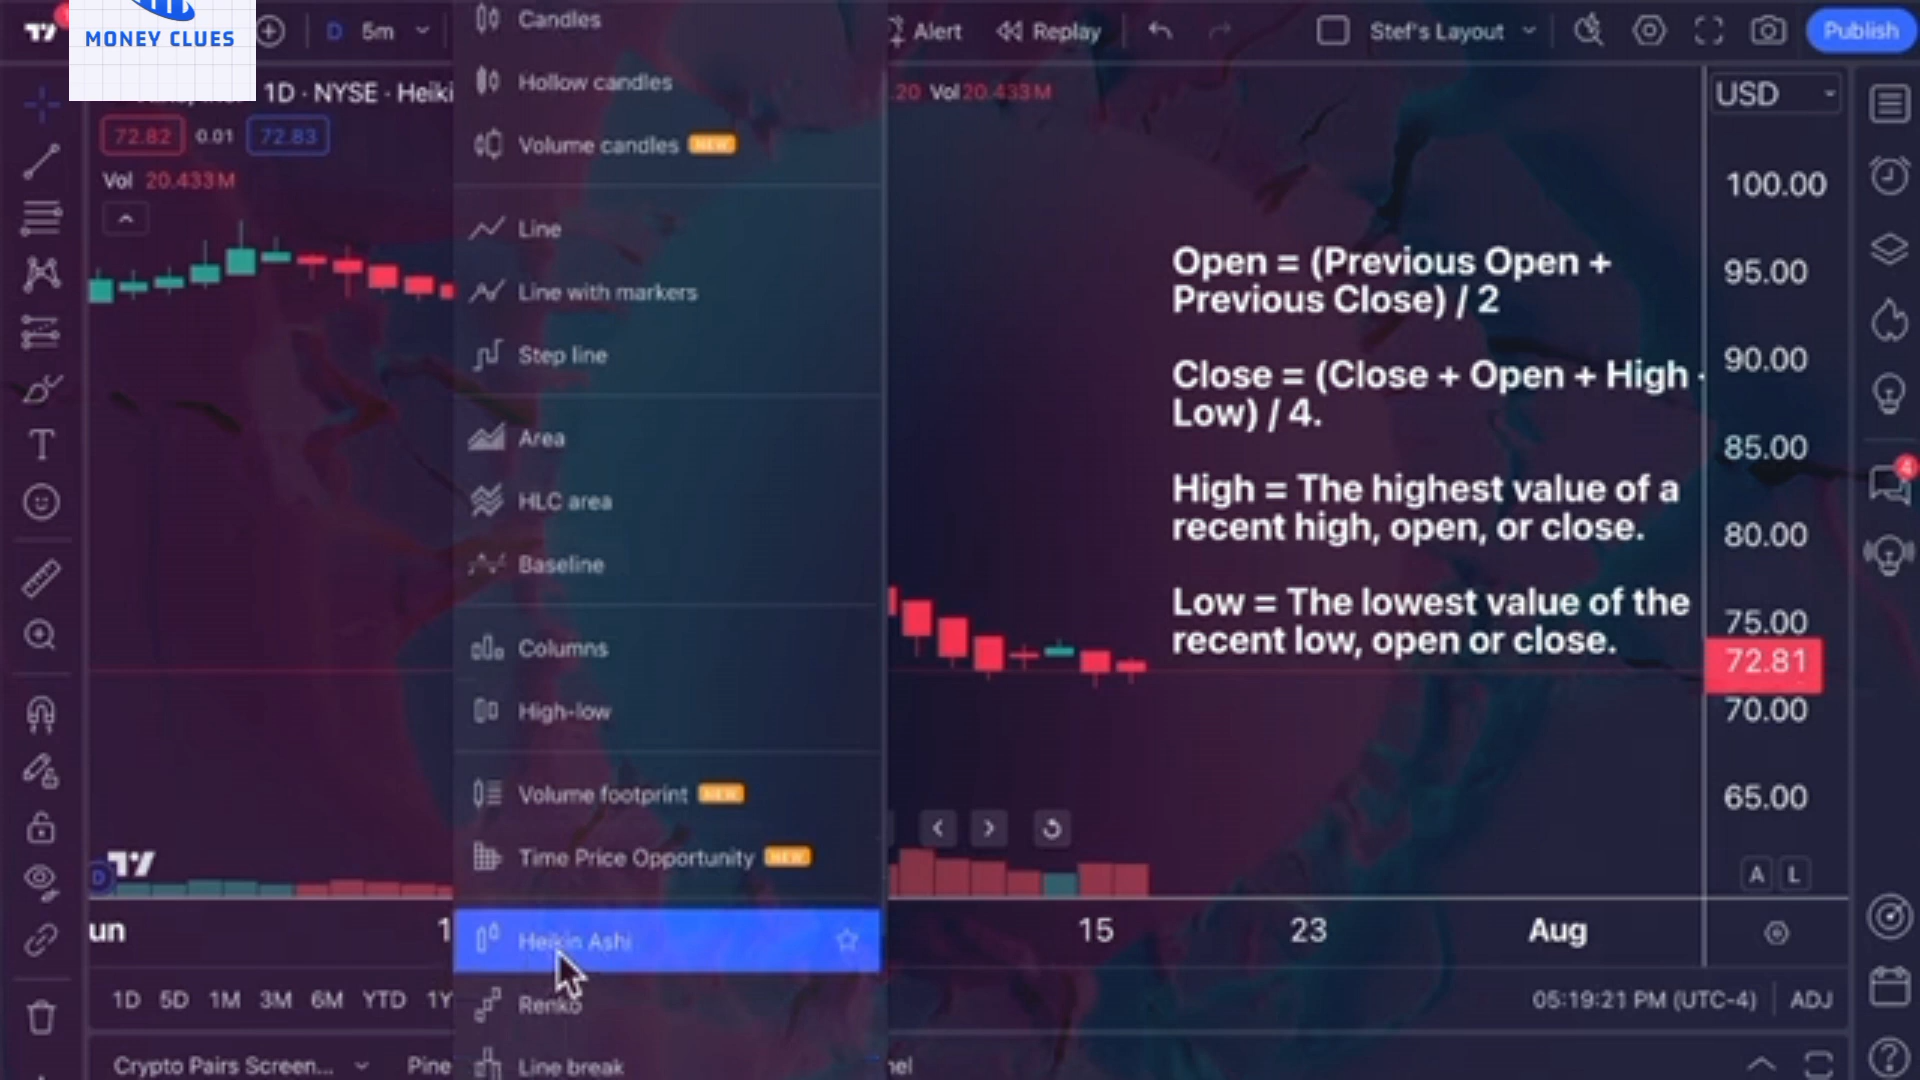 MONEY CLUES
D 5m
Alert
Replay
Stef's Layout
Publish
1D · NYSE · Heiki
.20 Vol 20.433M
USD
72.82 0.01 72.83
Vol 20.433M
Candles
Hollow candles
Volume candles NEW
Line
Line with markers
Step line
Area
HLC area
Baseline
Columns
High-low
Volume footprint NEW
Time Price Opportunity NEW
Heikin Ashi
Renko
Line break
Open = (Previous Open +
Previous Close) / 2
Close = (Close + Open + High
Low) / 4.
High = The highest value of a
recent high, open, or close.
Low = The lowest value of the
recent low, open or close.
100.00
95.00
90.00
85.00
80.00
75.00
72.81
70.00
65.00
4
A L
D
un 1 15 23 Aug
1D 5D 1M 3M 6M YTD 1Y
05:19:21 PM (UTC-4) ADJ
Crypto Pairs Screen... Pine nel